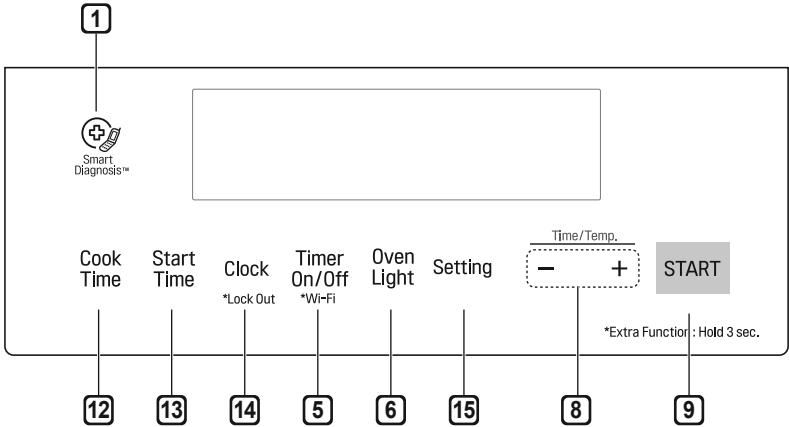 1
Smart
Diagnosis™
Time/Temp.
Cook
Time
Start
Time
Clock
*Lock Out
Timer
On/Off
*Wi-Fi
Oven
Light
Setting
− +
START
*Extra Function : Hold 3 sec.
12 13 14 5 6 15 8 9